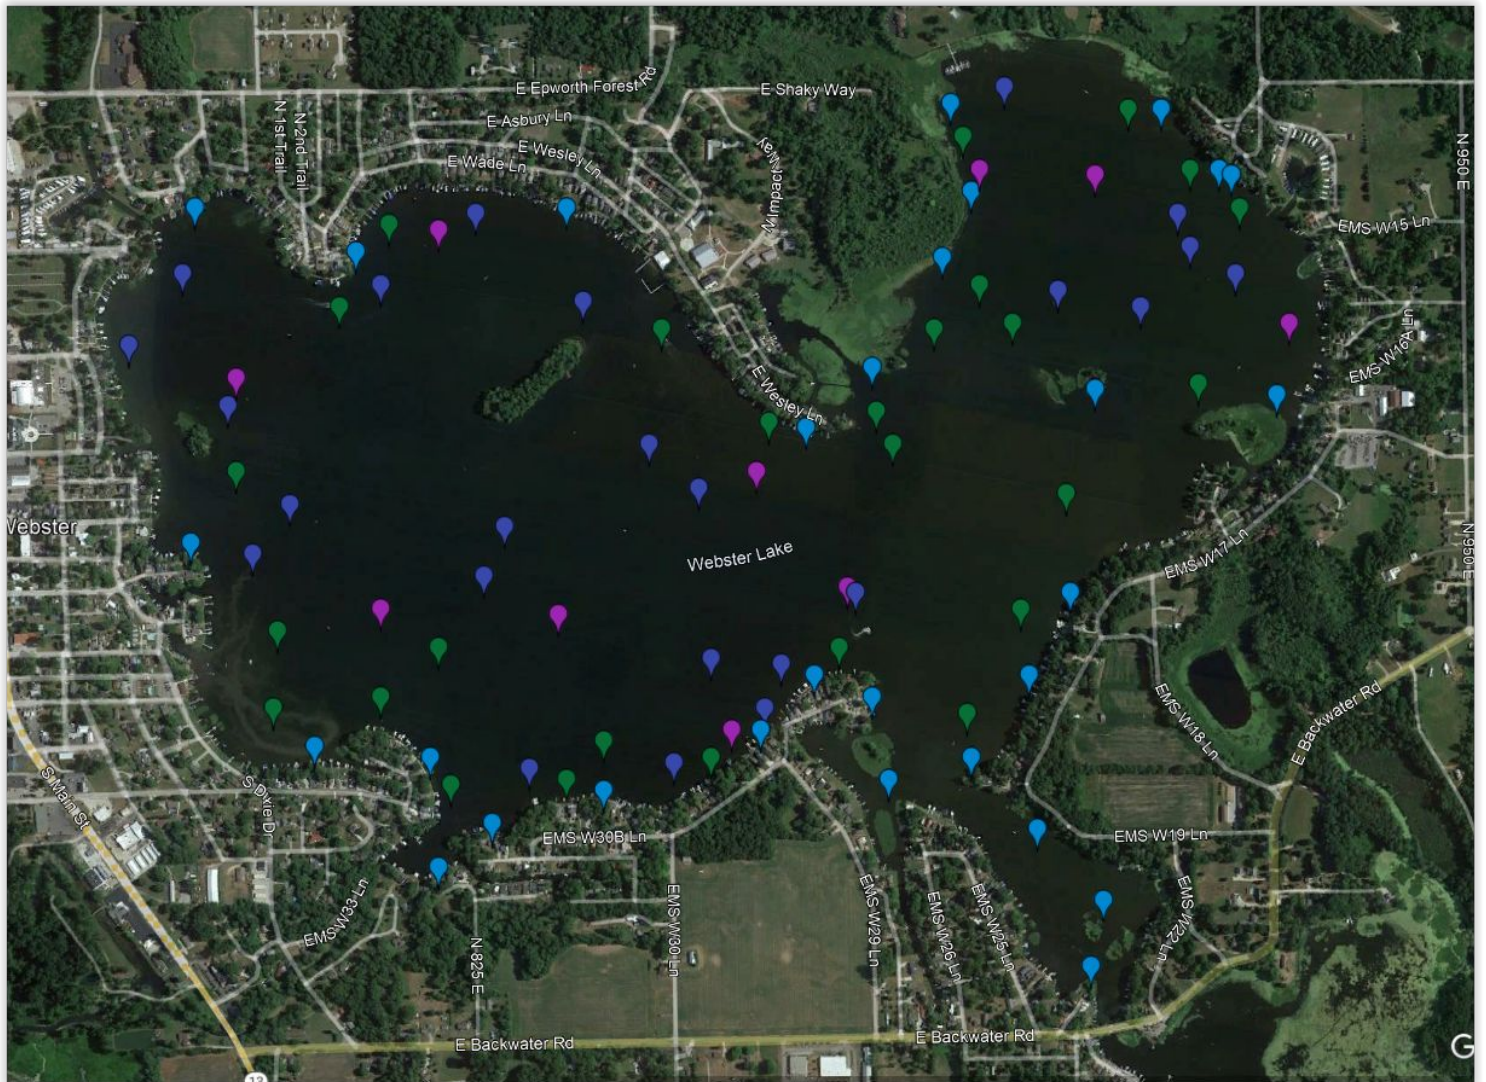 E Epworth Forest Rd
E Shaky Way
N 1st Trail
N 2nd Trail
E Asbury Ln
E Wesley Ln
E Wade Ln
N Impact Way
N 950 E
EMS W15 Ln
EMS W16A Ln
E Wesley Ln
Webster
Webster Lake
EMS W17 Ln
N 950 E
EMS W18 Ln
E Backwater Rd
S Main St
S Dixie Dr
EMS W30B Ln
EMS W19 Ln
EMS W33 Ln
N 825 E
EMS W30 Ln
EMS W29 Ln
EMS W26 Ln
EMS W25 Ln
EMS W22 Ln
E Backwater Rd
E Backwater Rd
13
G